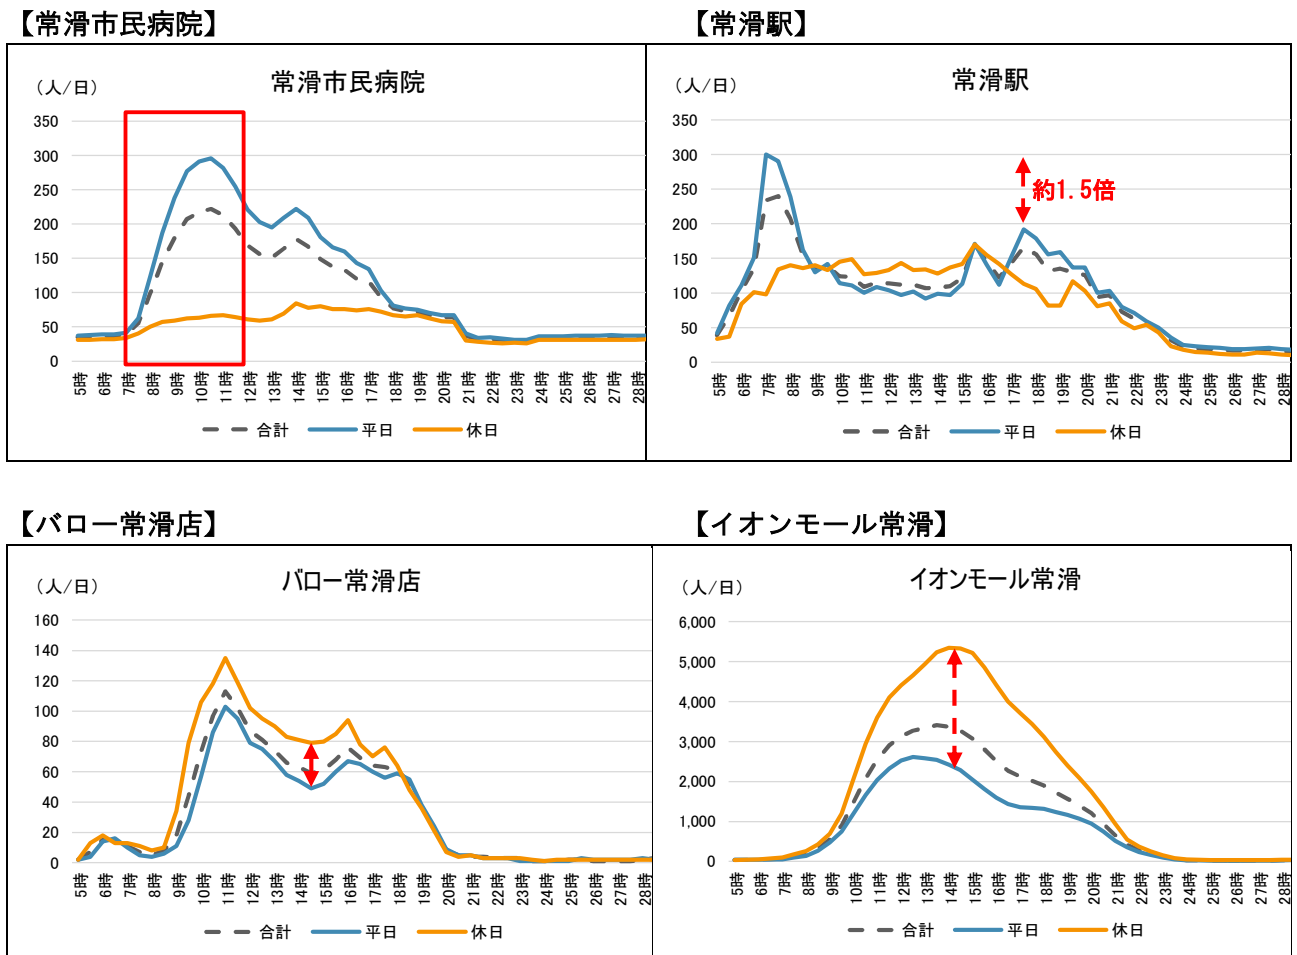 【常滑市民病院】
常滑市民病院
（人/日）
350
300
250
200
150
100
50
0
5時 6時 7時 8時 9時 10時 11時 12時 13時 14時 15時 16時 17時 18時 19時 20時 21時 22時 23時 24時 25時 26時 27時 28時
合計 平日 休日
【常滑駅】
常滑駅
（人/日）
350
300
250
200
150
100
50
0
約1.5倍
5時 6時 7時 8時 9時 10時 11時 12時 13時 14時 15時 16時 17時 18時 19時 20時 21時 22時 23時 24時 25時 26時 27時 28時
合計 平日 休日
【バロー常滑店】
バロー常滑店
（人/日）
160
140
120
100
80
60
40
20
0
5時 6時 7時 8時 9時 10時 11時 12時 13時 14時 15時 16時 17時 18時 19時 20時 21時 22時 23時 24時 25時 26時 27時 28時
合計 平日 休日
【イオンモール常滑】
イオンモール常滑
（人/日）
6,000
5,000
4,000
3,000
2,000
1,000
0
5時 6時 7時 8時 9時 10時 11時 12時 13時 14時 15時 16時 17時 18時 19時 20時 21時 22時 23時 24時 25時 26時 27時 28時
合計 平日 休日